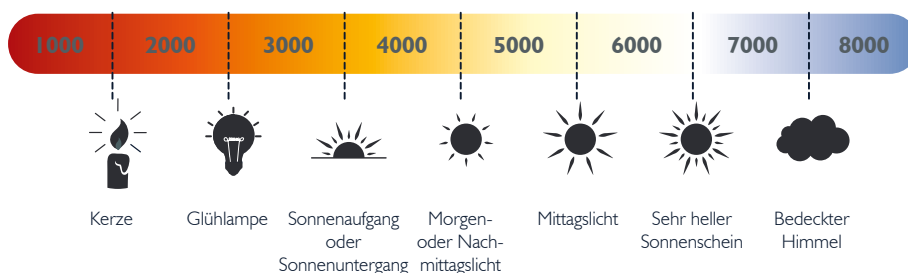 1000 2000 3000 4000 5000 6000 7000 8000
Kerze
Glühlampe
Sonnenaufgang
oder
Sonnenuntergang
Morgen-
oder Nach-
mittagslicht
Mittagslicht
Sehr heller
Sonnenschein
Bedeckter
Himmel